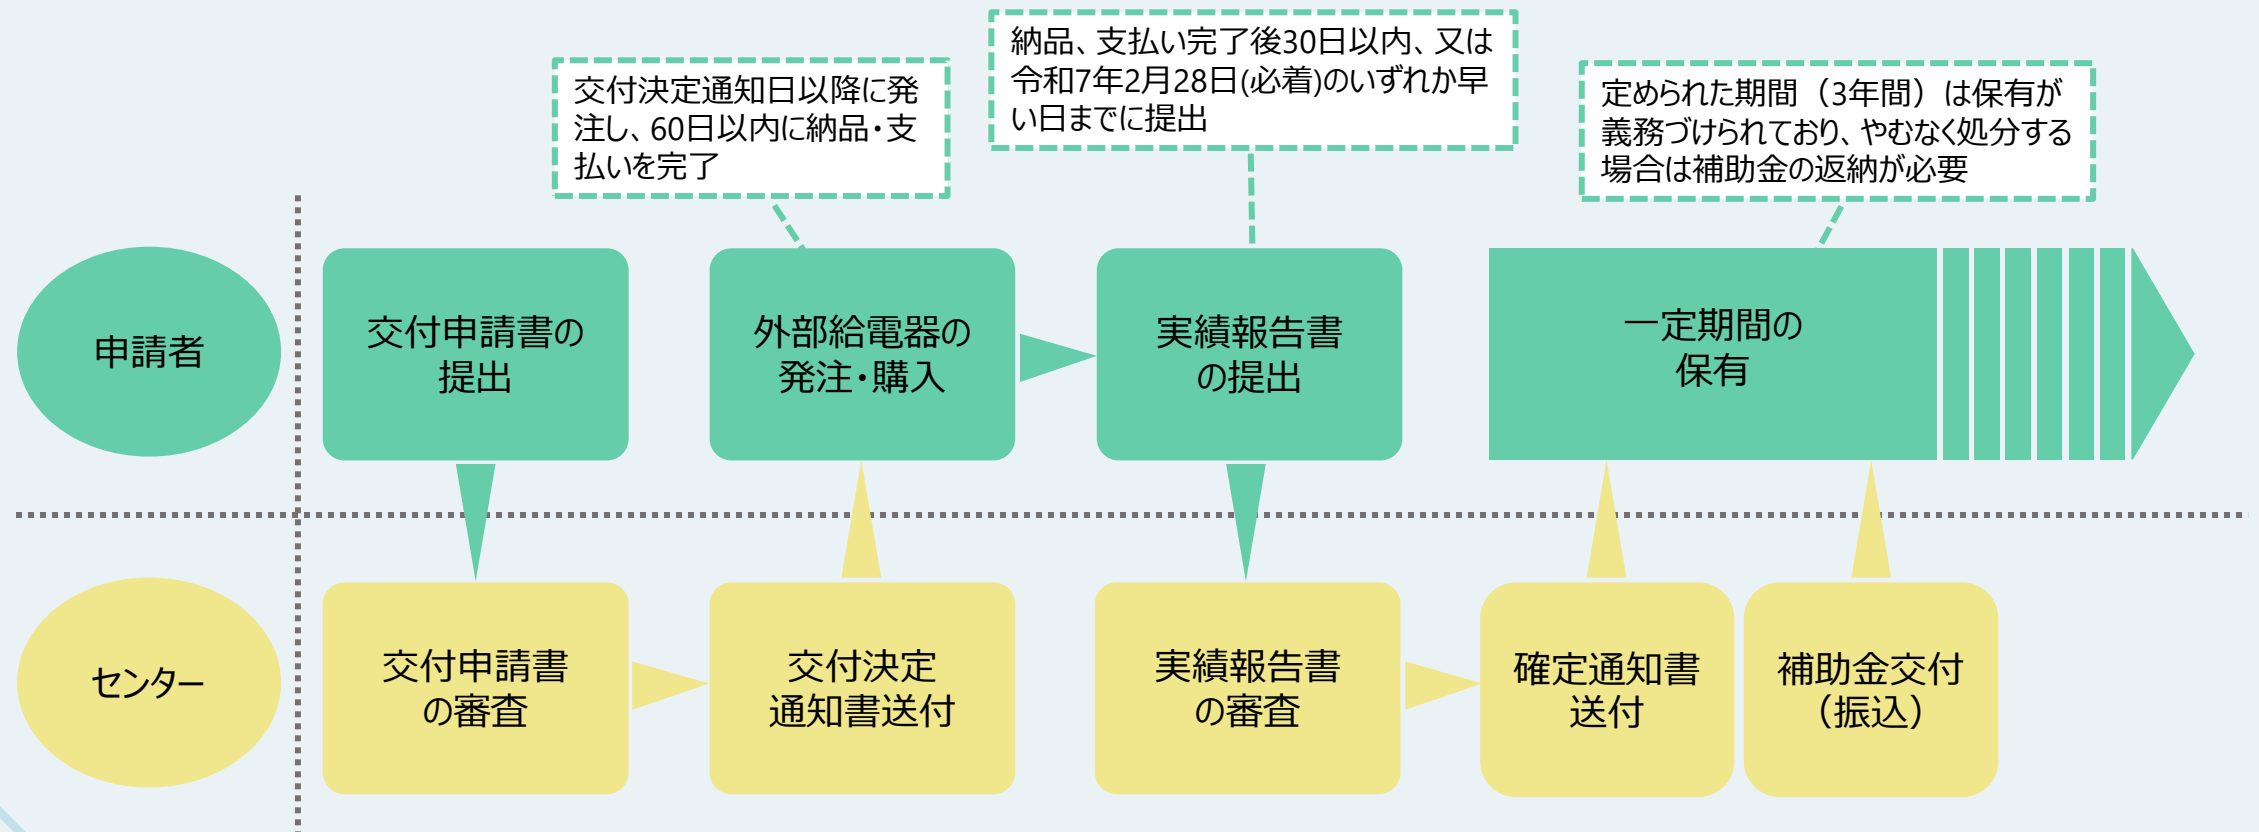 交付決定通知日以降に発
注し、60日以内に納品・支
払いを完了
納品、支払い完了後30日以内、又は
令和7年2月28日(必着)のいずれか早
い日までに提出
定められた期間（3年間）は保有が
義務づけられており、やむなく処分する
場合は補助金の返納が必要
申請者
交付申請書の
提出
外部給電器の
発注・購入
実績報告書
の提出
一定期間の
保有
センター
交付申請書
の審査
交付決定
通知書送付
実績報告書
の審査
確定通知書
送付
補助金交付
（振込）